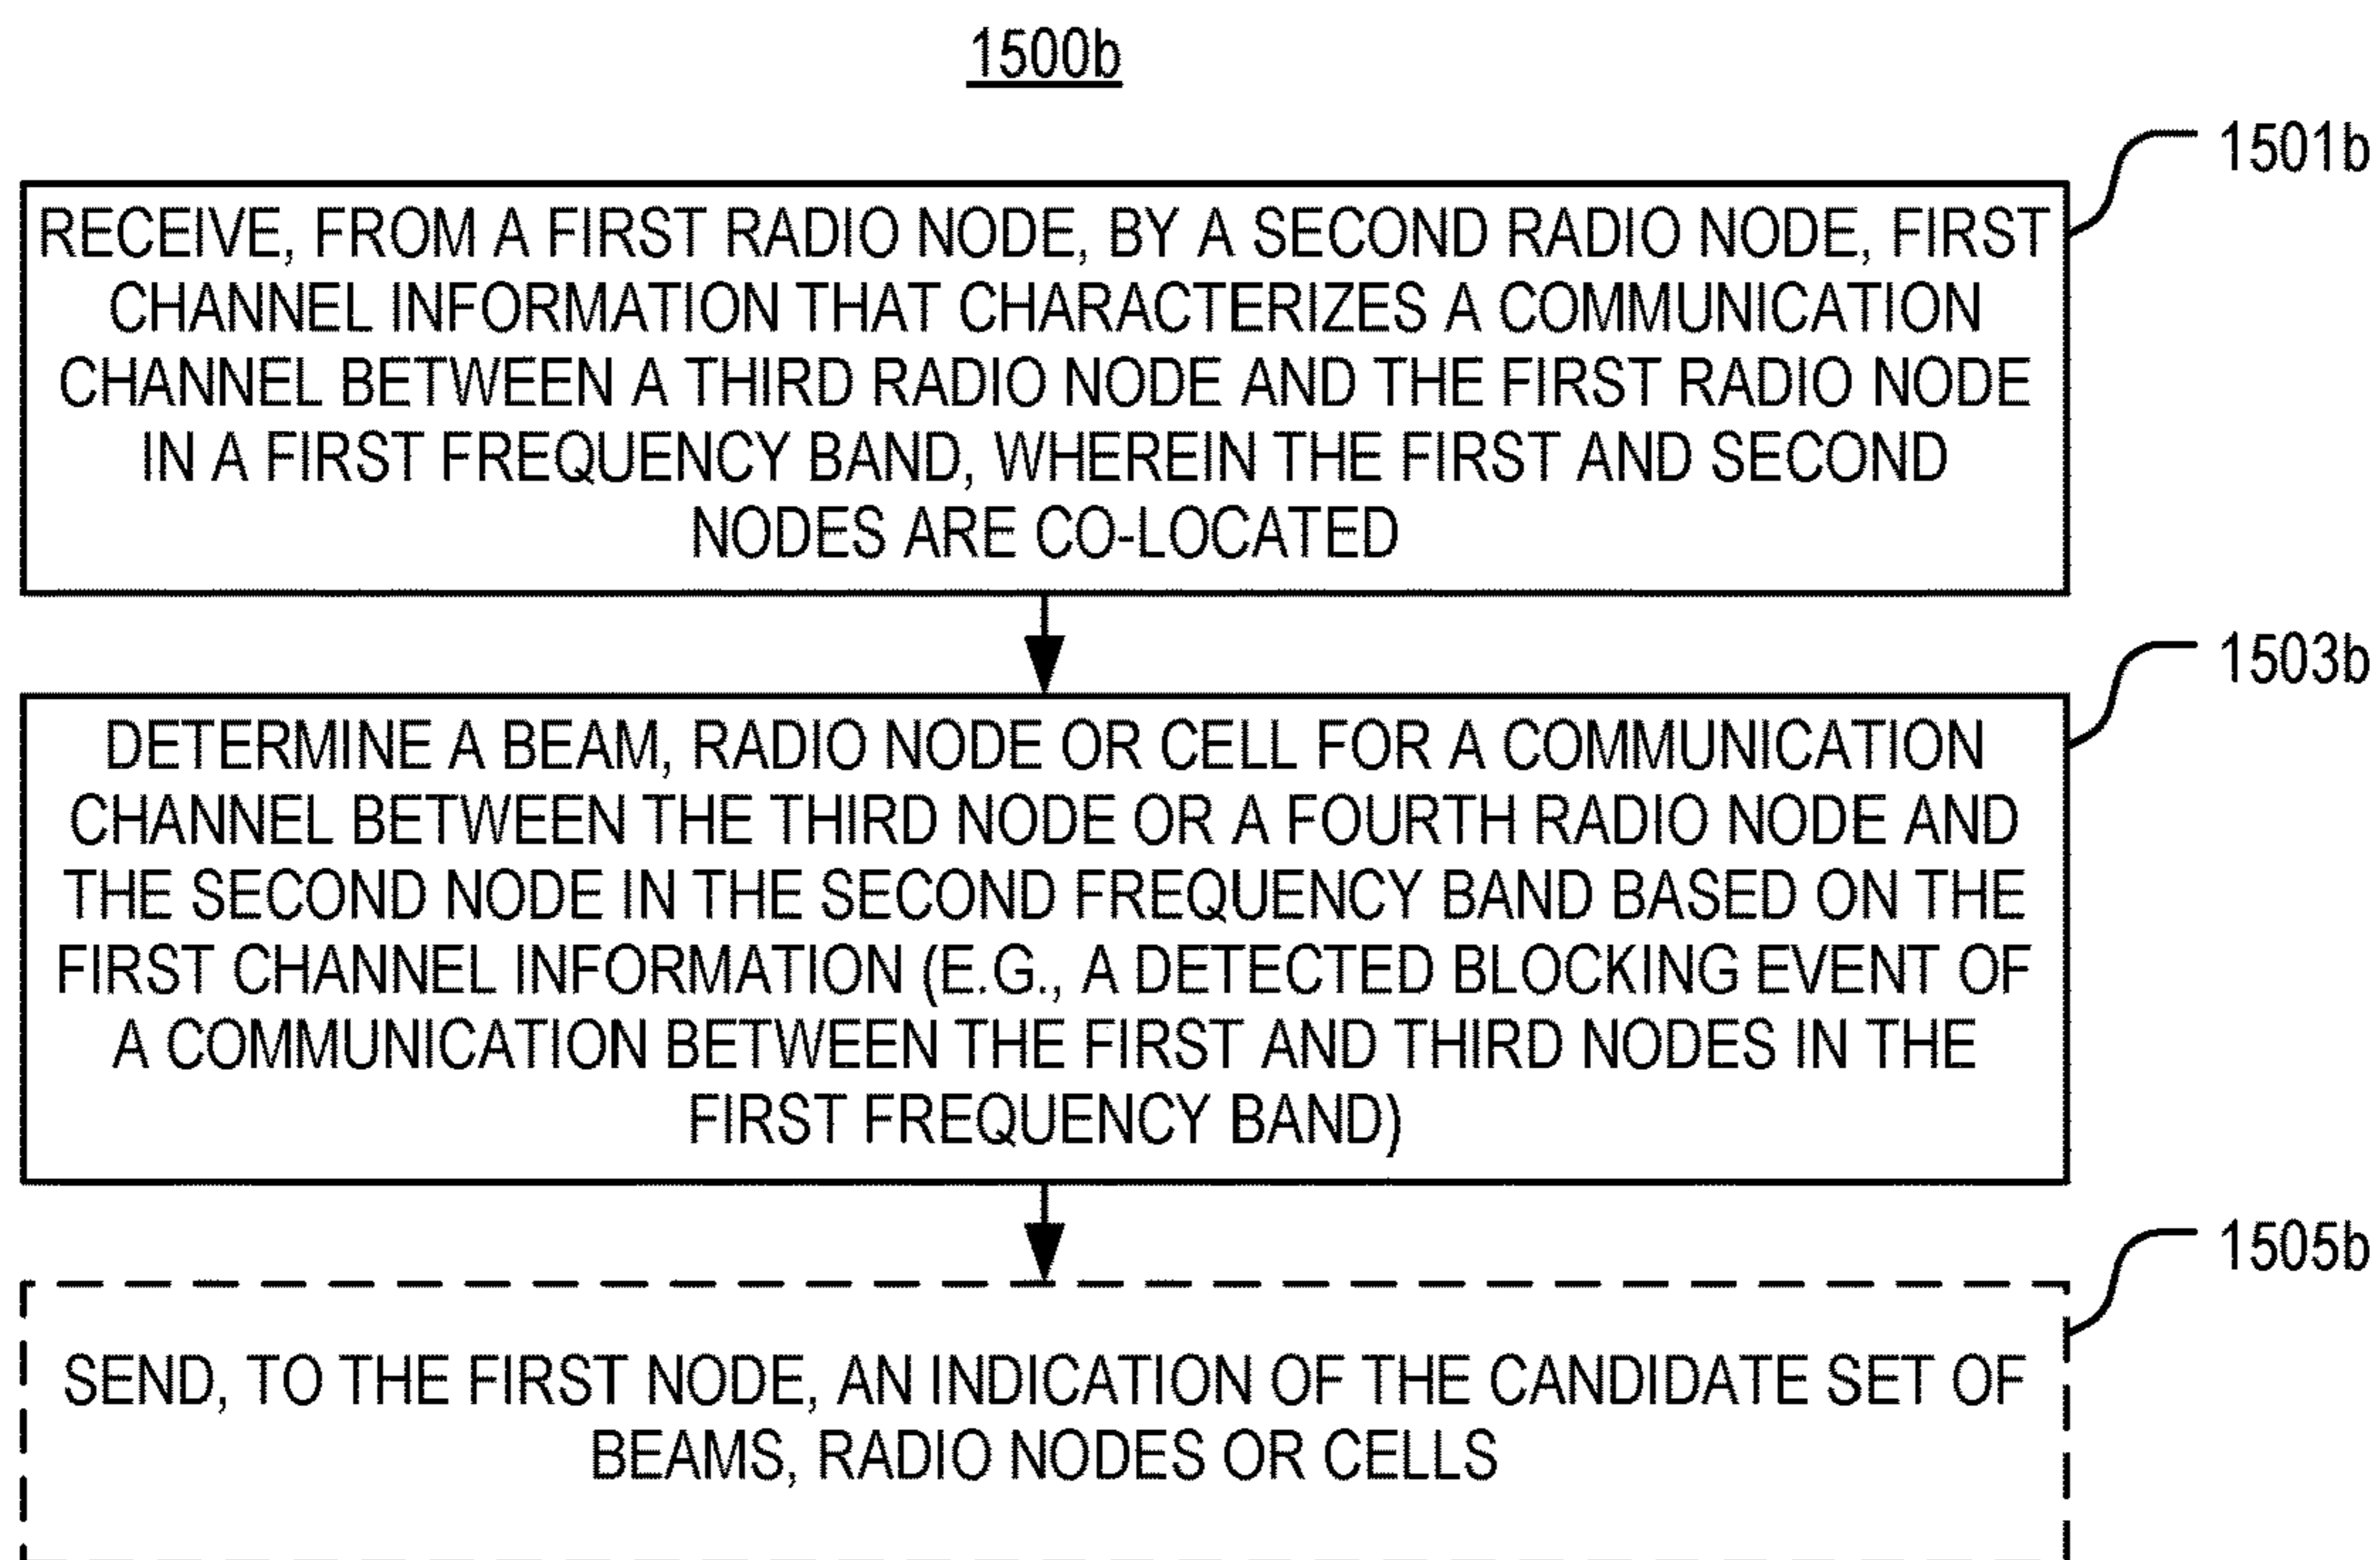 1500b
1501b
RECEIVE, FROM A FIRST RADIO NODE, BY A SECOND RADIO NODE, FIRST
CHANNEL INFORMATION THAT CHARACTERIZES A COMMUNICATION
CHANNEL BETWEEN A THIRD RADIO NODE AND THE FIRST RADIO NODE
IN A FIRST FREQUENCY BAND, WHEREIN THE FIRST AND SECOND
NODES ARE CO-LOCATED
1503b
DETERMINE A BEAM, RADIO NODE OR CELL FOR A COMMUNICATION
CHANNEL BETWEEN THE THIRD NODE OR A FOURTH RADIO NODE AND
THE SECOND NODE IN THE SECOND FREQUENCY BAND BASED ON THE
FIRST CHANNEL INFORMATION (E.G., A DETECTED BLOCKING EVENT OF
A COMMUNICATION BETWEEN THE FIRST AND THIRD NODES IN THE
FIRST FREQUENCY BAND)
1505b
SEND, TO THE FIRST NODE, AN INDICATION OF THE CANDIDATE SET OF
BEAMS, RADIO NODES OR CELLS